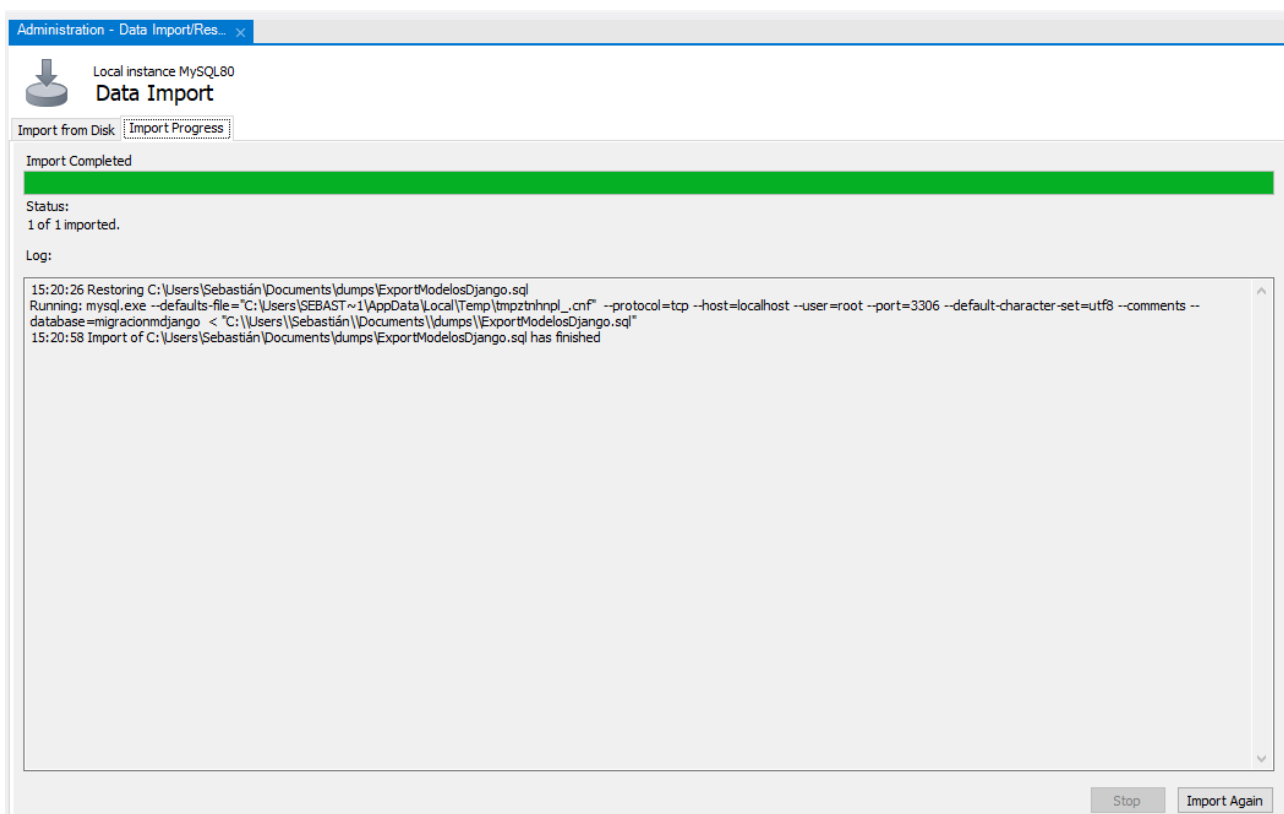 Administration - Data Import/Res...
Local instance MySQL80
Data Import
Import from Disk Import Progress
Import Completed
Status:
1 of 1 imported.
Log:
15:20:26 Restoring C:\Users\Sebastián\Documents\dumps\ExportModelosDjango.sql
Running: mysql.exe --defaults-file="C:\Users\SEBAST~1\AppData\Local\Temp\tmpztnhnpl_.cnf"  --protocol=tcp --host=localhost --user=root --port=3306 --default-character-set=utf8 --comments --
database=migracionmdjango  < "C:\\Users\\Sebastián\\Documents\\dumps\\ExportModelosDjango.sql"
15:20:58 Import of C:\Users\Sebastián\Documents\dumps\ExportModelosDjango.sql has finished
Stop Import Again